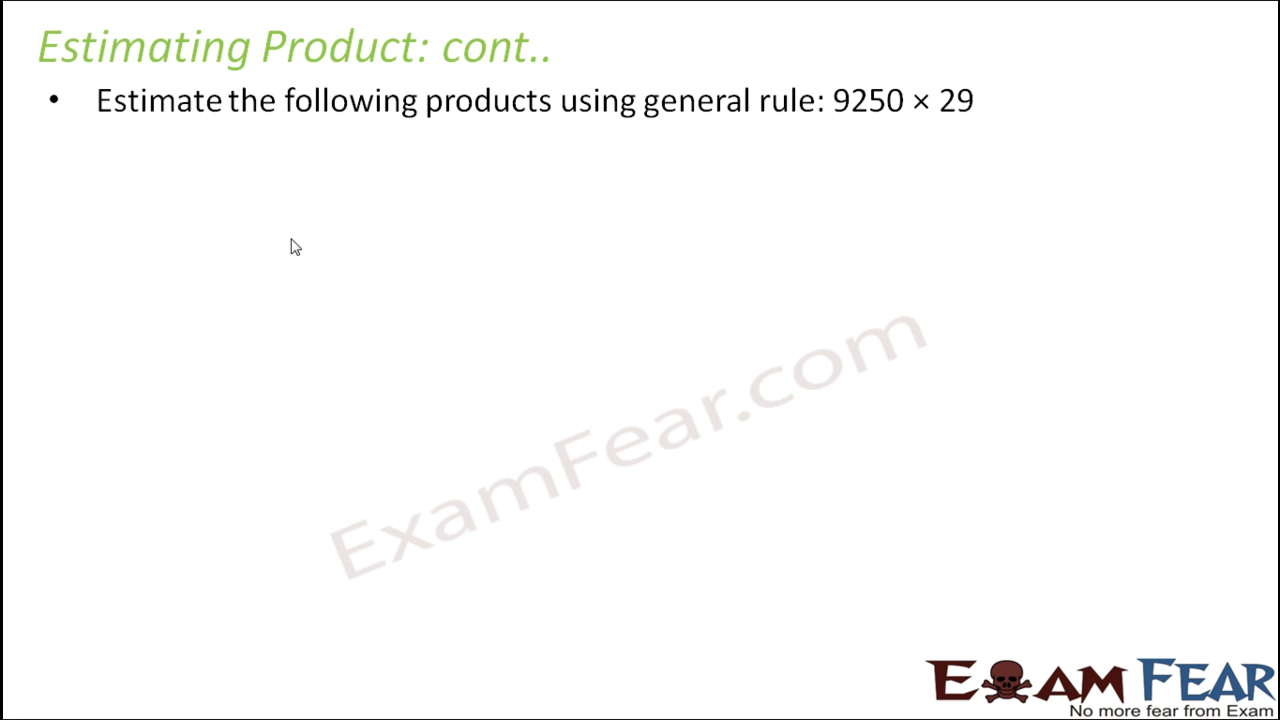 Estimating Product: cont..
• Estimate the following products using general rule: 9250 × 29
ExamFear.com
EXAM FEAR
No more fear from Exam